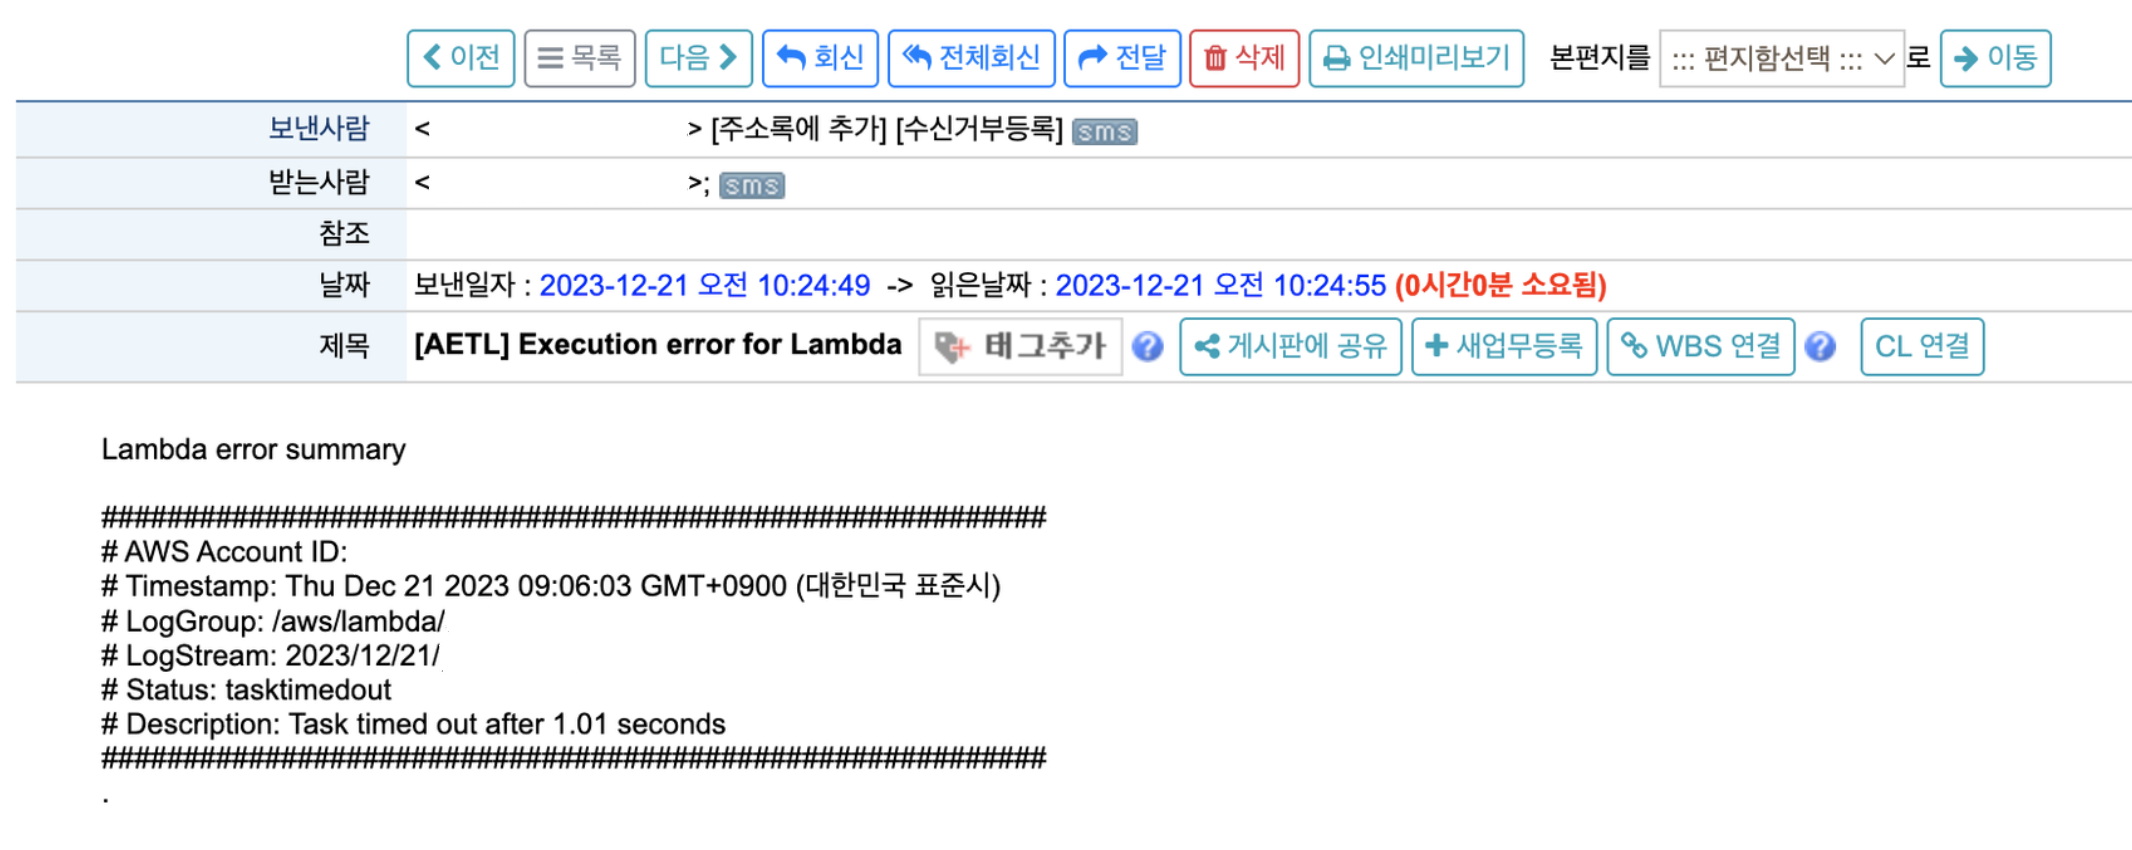 이전 목록 다음 회신 전체회신 전달 삭제 인쇄미리보기 본편지를 ::: 편지함선택 ::: 로 이동
보낸사람 < > [주소록에 추가] [수신거부등록] sms
받는사람 < >; sms
참조
날짜 보낸일자 : 2023-12-21 오전 10:24:49 -> 읽은날짜 : 2023-12-21 오전 10:24:55 (0시간0분 소요됨)
제목 [AETL] Execution error for Lambda 태그추가 ? 게시판에 공유 새업무등록 WBS 연결 ? CL 연결
Lambda error summary
##########################################################
# AWS Account ID:
# Timestamp: Thu Dec 21 2023 09:06:03 GMT+0900 (대한민국 표준시)
# LogGroup: /aws/lambda/
# LogStream: 2023/12/21/
# Status: tasktimedout
# Description: Task timed out after 1.01 seconds
##########################################################
.